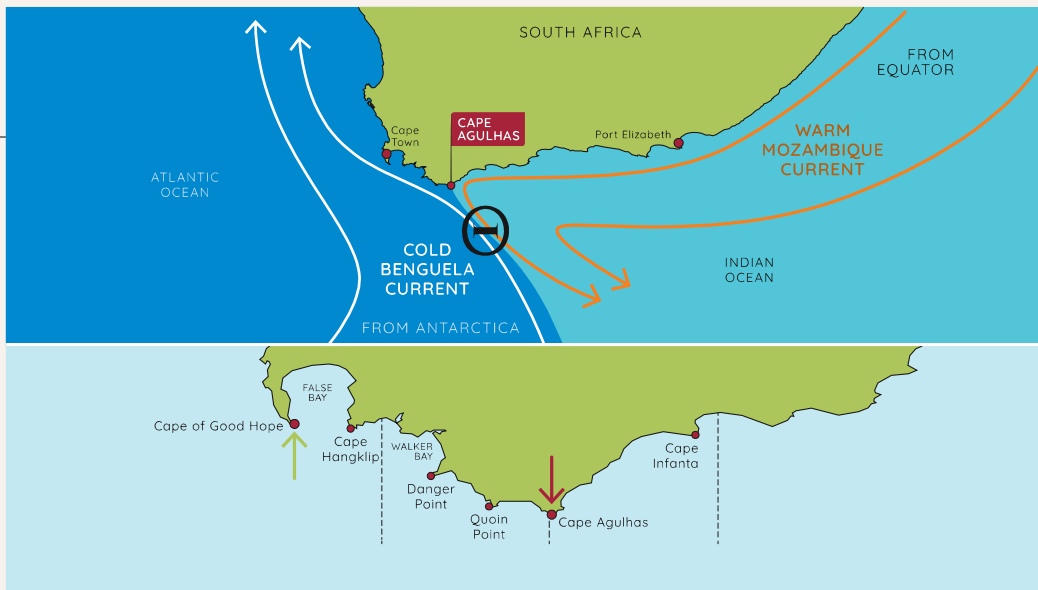 SOUTH AFRICA
FROM
EQUATOR
CAPE
AGULHAS
Cape
Town
Port Elizabeth
WARM
MOZAMBIQUE
CURRENT
ATLANTIC
OCEAN
COLD
BENGUELA
CURRENT
INDIAN
OCEAN
FROM ANTARCTICA
FALSE
BAY
Cape of Good Hope
Cape
Hangklip
WALKER
BAY
Cape
Infanta
Danger
Point
Quoin
Point
Cape Agulhas